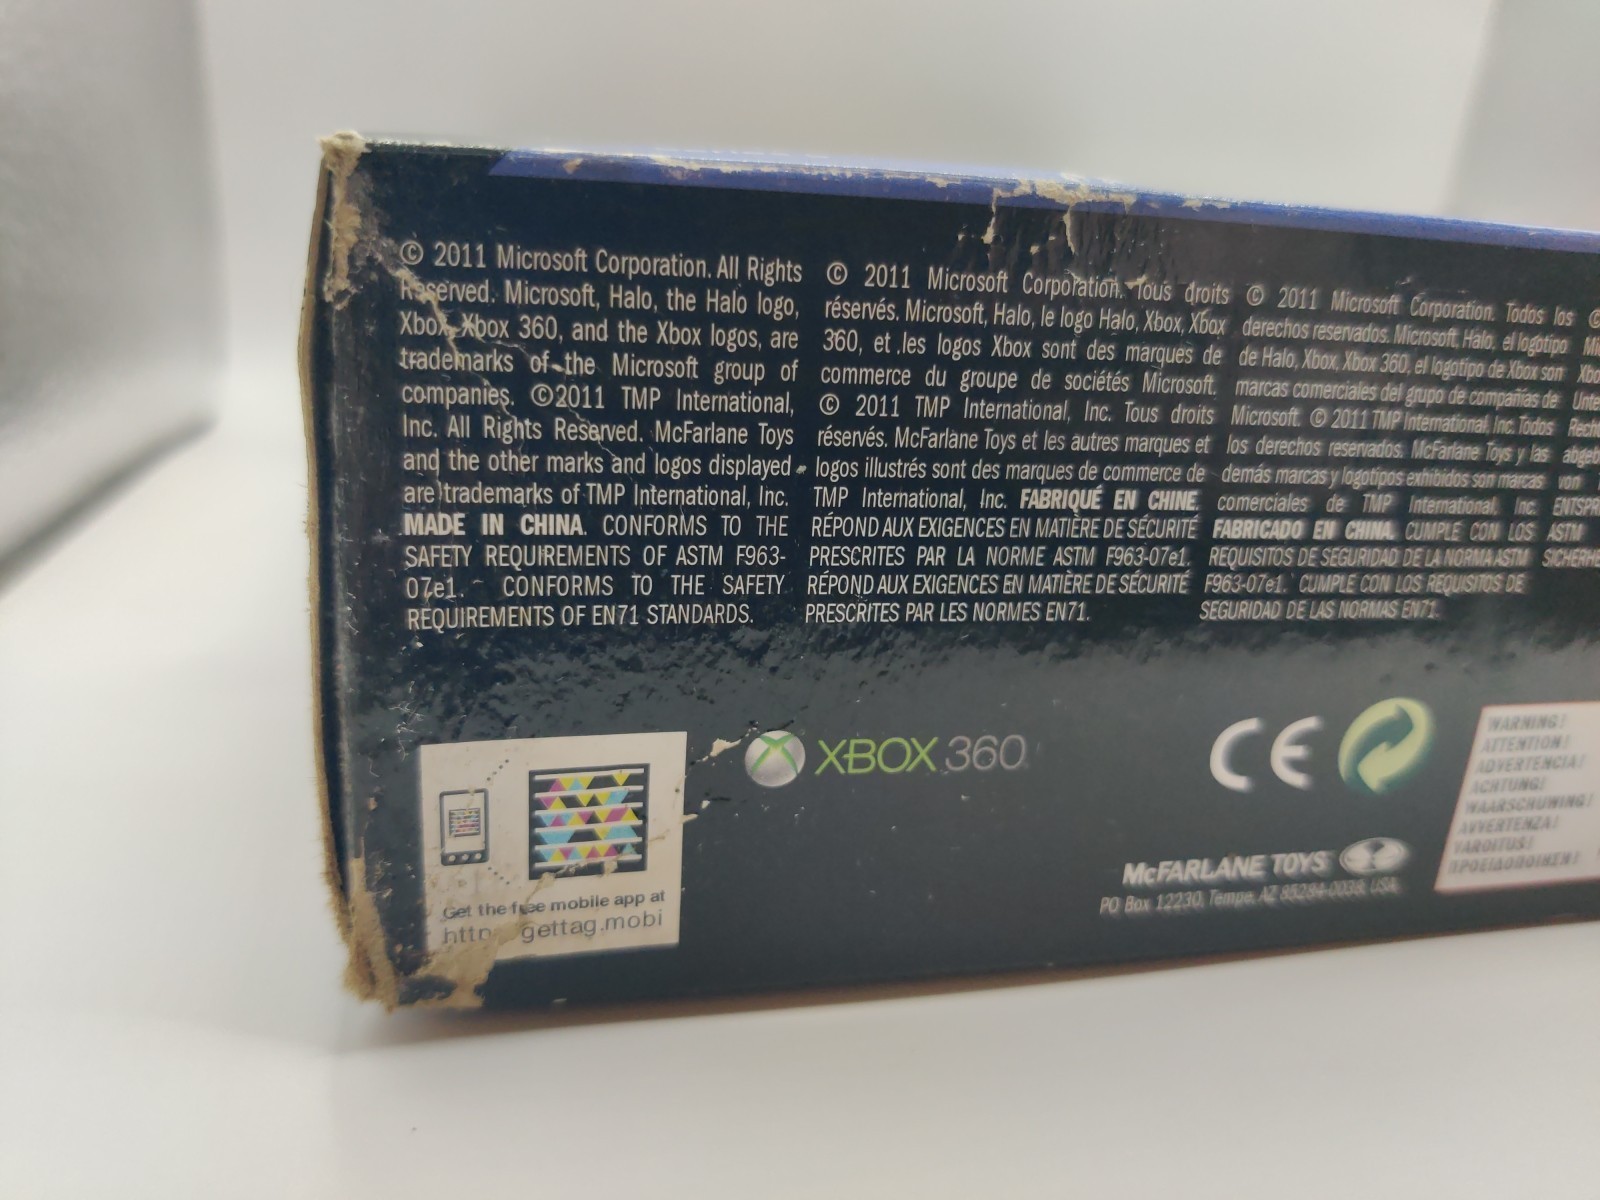 © 2011 Microsoft Corporation. All Rights
Reserved. Microsoft, Halo, the Halo logo,
Xbox, Xbox 360, and the Xbox logos, are
trademarks of the Microsoft group of
companies. ©2011 TMP International,
Inc. All Rights Reserved. McFarlane Toys
and the other marks and logos displayed
are trademarks of TMP International, Inc.
MADE IN CHINA. CONFORMS TO THE
SAFETY REQUIREMENTS OF ASTM F963-
07e1. CONFORMS TO THE SAFETY
REQUIREMENTS OF EN71 STANDARDS.
© 2011 Microsoft Corporation. Tous droits
réservés. Microsoft, Halo, le logo Halo, Xbox, Xbox
360, et les logos Xbox sont des marques de
commerce du groupe de sociétés Microsoft.
© 2011 TMP International, Inc. Tous droits
réservés. McFarlane Toys et les autres marques et
logos illustrés sont des marques de commerce de
TMP International, Inc. FABRIQUÉ EN CHINE
RÉPOND AUX EXIGENCES EN MATIÈRE DE SÉCURITÉ
PRESCRITES PAR LA NORME ASTM F963-07e1.
RÉPOND AUX EXIGENCES EN MATIÈRE DE SÉCURITÉ
PRESCRITES PAR LES NORMES EN71.
© 2011 Microsoft Corporation. Todos los
derechos reservados. Microsoft, Halo, el logotipo
de Halo, Xbox, Xbox 360, el logotipo de Xbox son
marcas comerciales del grupo de compañias de
Microsoft. © 2011 TMP International, Inc. Todos
los derechos reservados. McFarlane Toys y las
demás marcas y logotipos exhibidos son marcas
comerciales de TMP International, Inc.
FABRICADO EN CHINA. CUMPLE CON LOS
REQUISITOS DE SEGURIDAD DE LA NORMA ASTM
F963-07e1. CUMPLE CON LOS REQUISITOS DE
SEGURIDAD DE LAS NORMAS EN71.
©
von
ASTM
Get the free mobile app at
http gettag.mobi
XBOX 360
CE
McFARLANE TOYS
PO Box 12230, Tempe, AZ 85284-0038, USA
WARNING!
ATTENTION!
ADVERTENCIA!
ACHTUNG!
WAARSCHUWING!
AVVERTENZA!
VAROITUS!